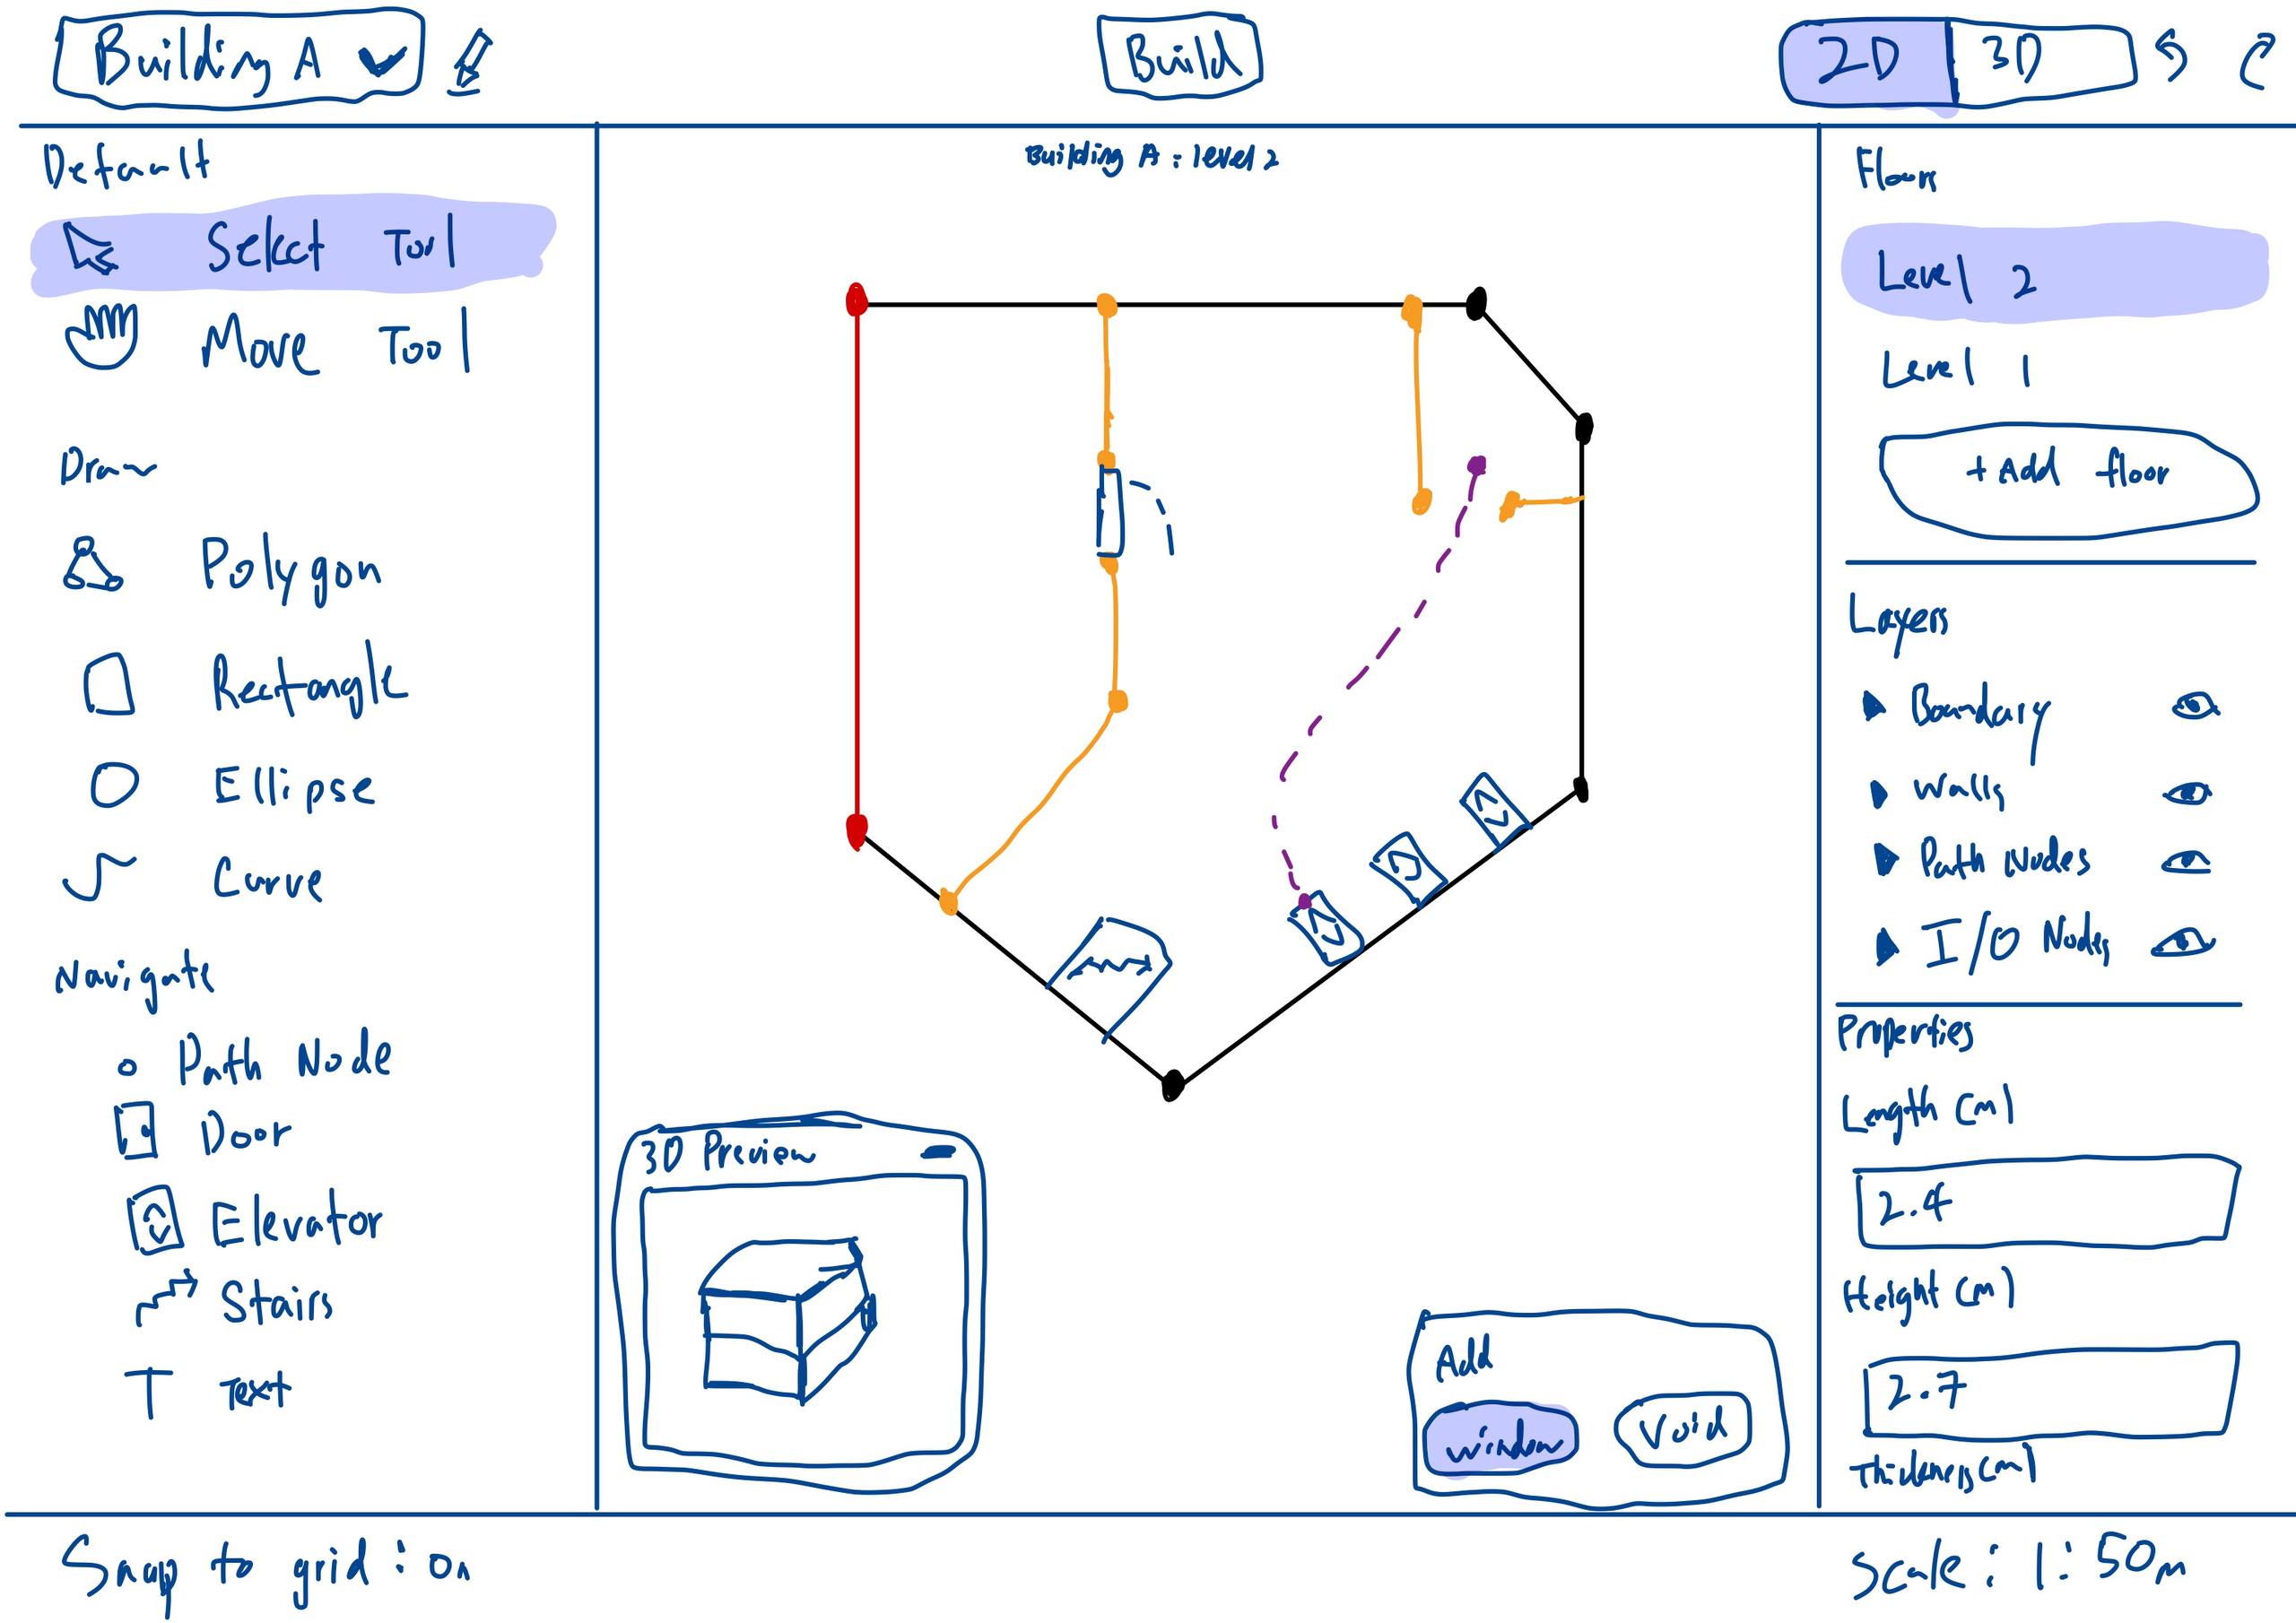 Building A
Build
2D
3D
Default
Select Tool
Move Tool
Draw
Polygon
Rectangle
Ellipse
Curve
Navigate
Path Node
Door
Elevator
Stairs
T Text
Building A : level 2
3D Preview
Add
Window
Void
Floors
Level 2
Level 1
+ Add floor
Layers
Boundary
Walls
Path Nodes
I/O Nodes
Properties
Length (m)
2.4
Height (m)
2.7
Thickness (m)
Snap to grid : On
Scale : 1 : 50m